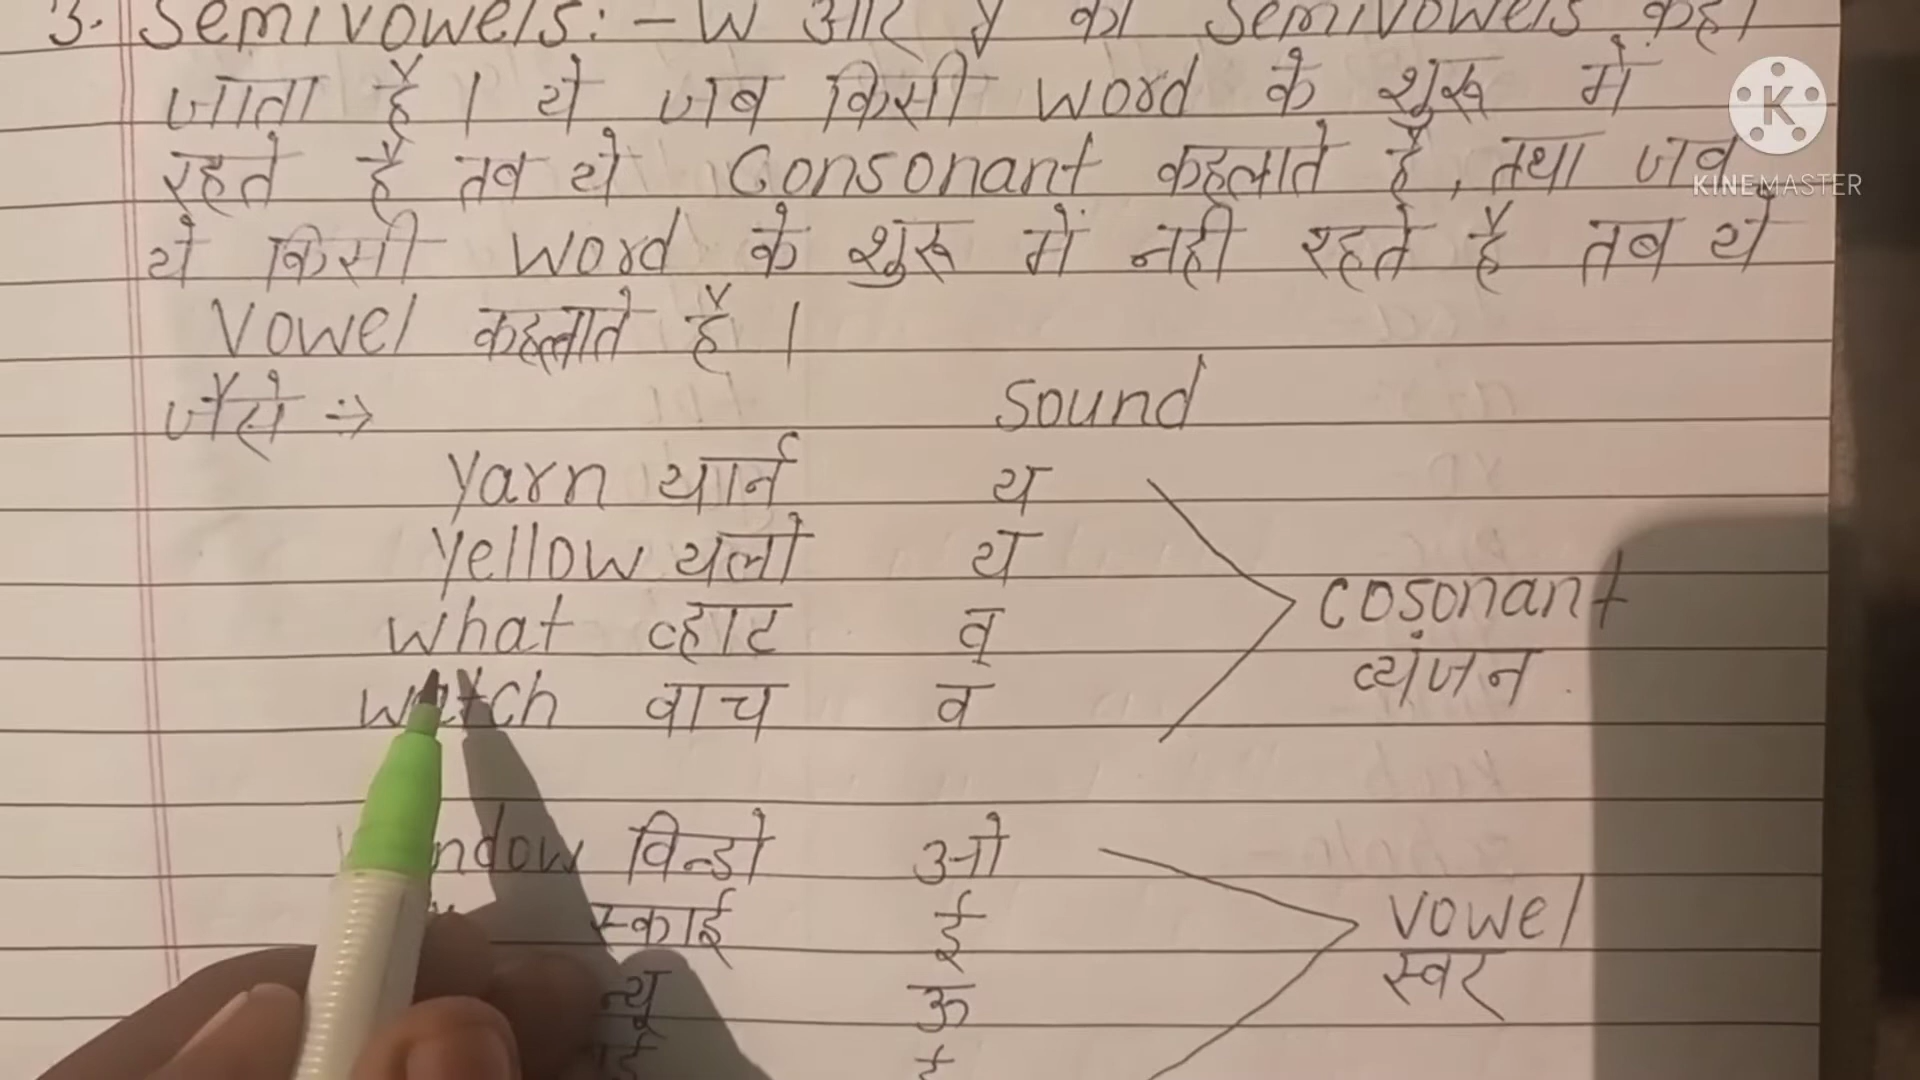 3. Semivowels: - W और y को Semivowels कहा
जाता है । ये जब किसी word के शुरू में
रहते है तब ये Consonant कहलाते है, तथा जब
ये किसी word के शुरू में नही रहते है तब ये
Vowel कहलाते है ।
जैसे :->
Sound
Yarn यार्न य
Yellow यलो य
What व्हाट व्
Watch वाच व
Cosonant
व्यंजन
विन्डो ओ
स्काई ई
न्यू ऊ
Vowel
स्वर
K
KINEMASTER